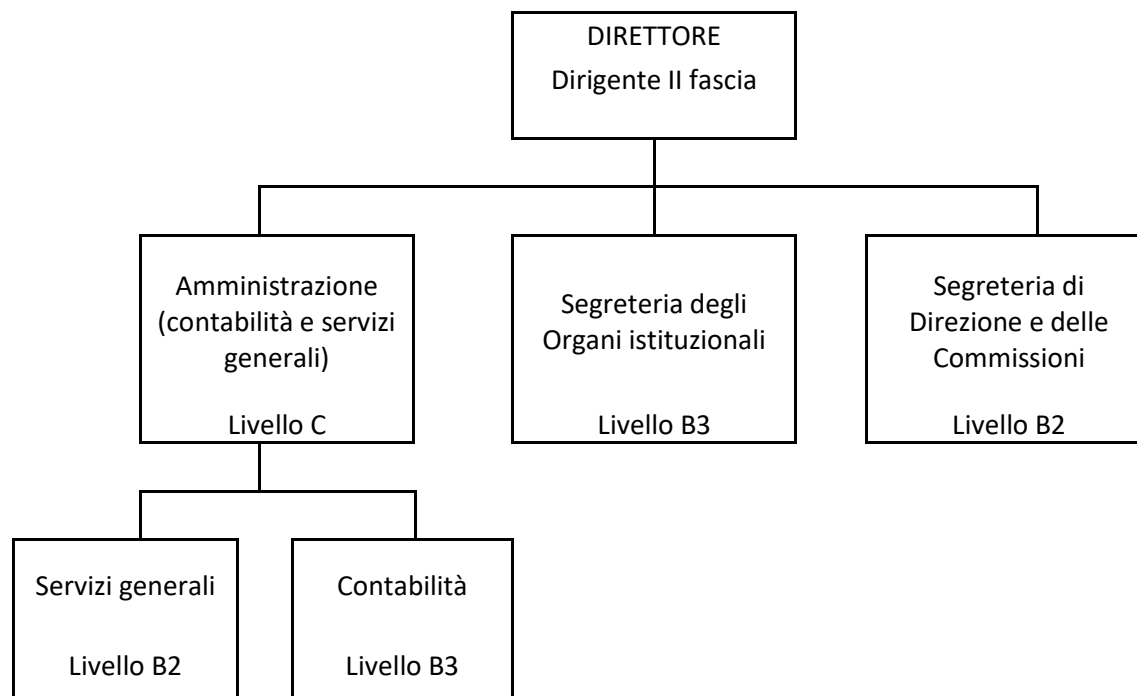 DIRETTORE
Dirigente II fascia
Amministrazione
(contabilità e servizi
generali)
Livello C
Segreteria degli
Organi istituzionali
Livello B3
Segreteria di
Direzione e delle
Commissioni
Livello B2
Servizi generali
Livello B2
Contabilità
Livello B3